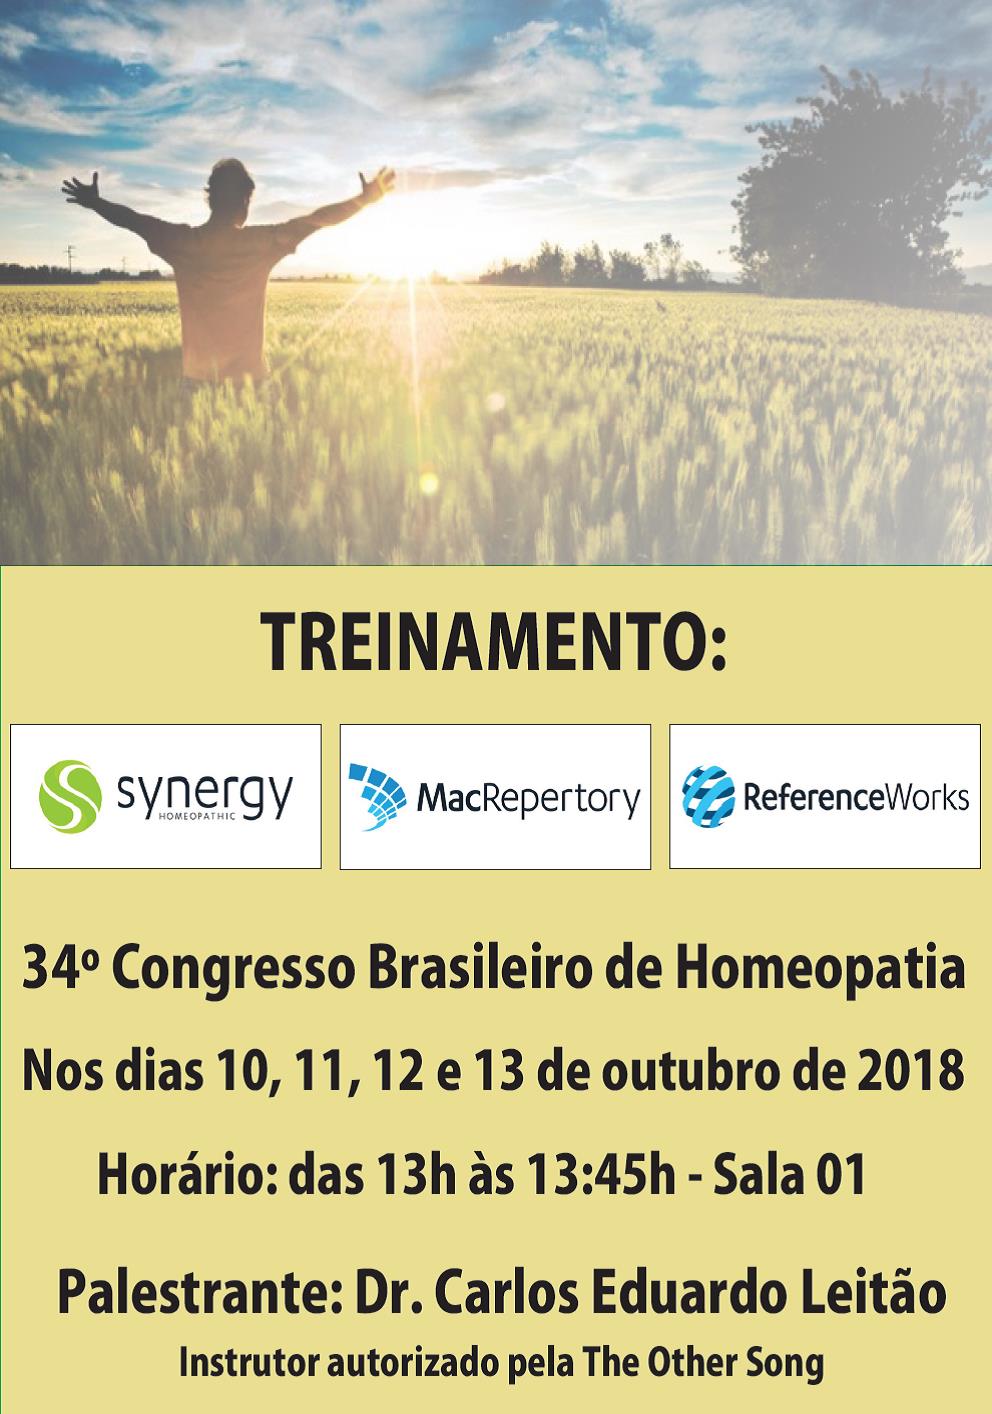 TREINAMENTO:
synergy
HOMEOPATHIC
MacRepertory
ReferenceWorks
34º Congresso Brasileiro de Homeopatia
Nos dias 10, 11, 12 e 13 de outubro de 2018
Horário: das 13h às 13:45h - Sala 01
Palestrante: Dr. Carlos Eduardo Leitão
Instrutor autorizado pela The Other Song